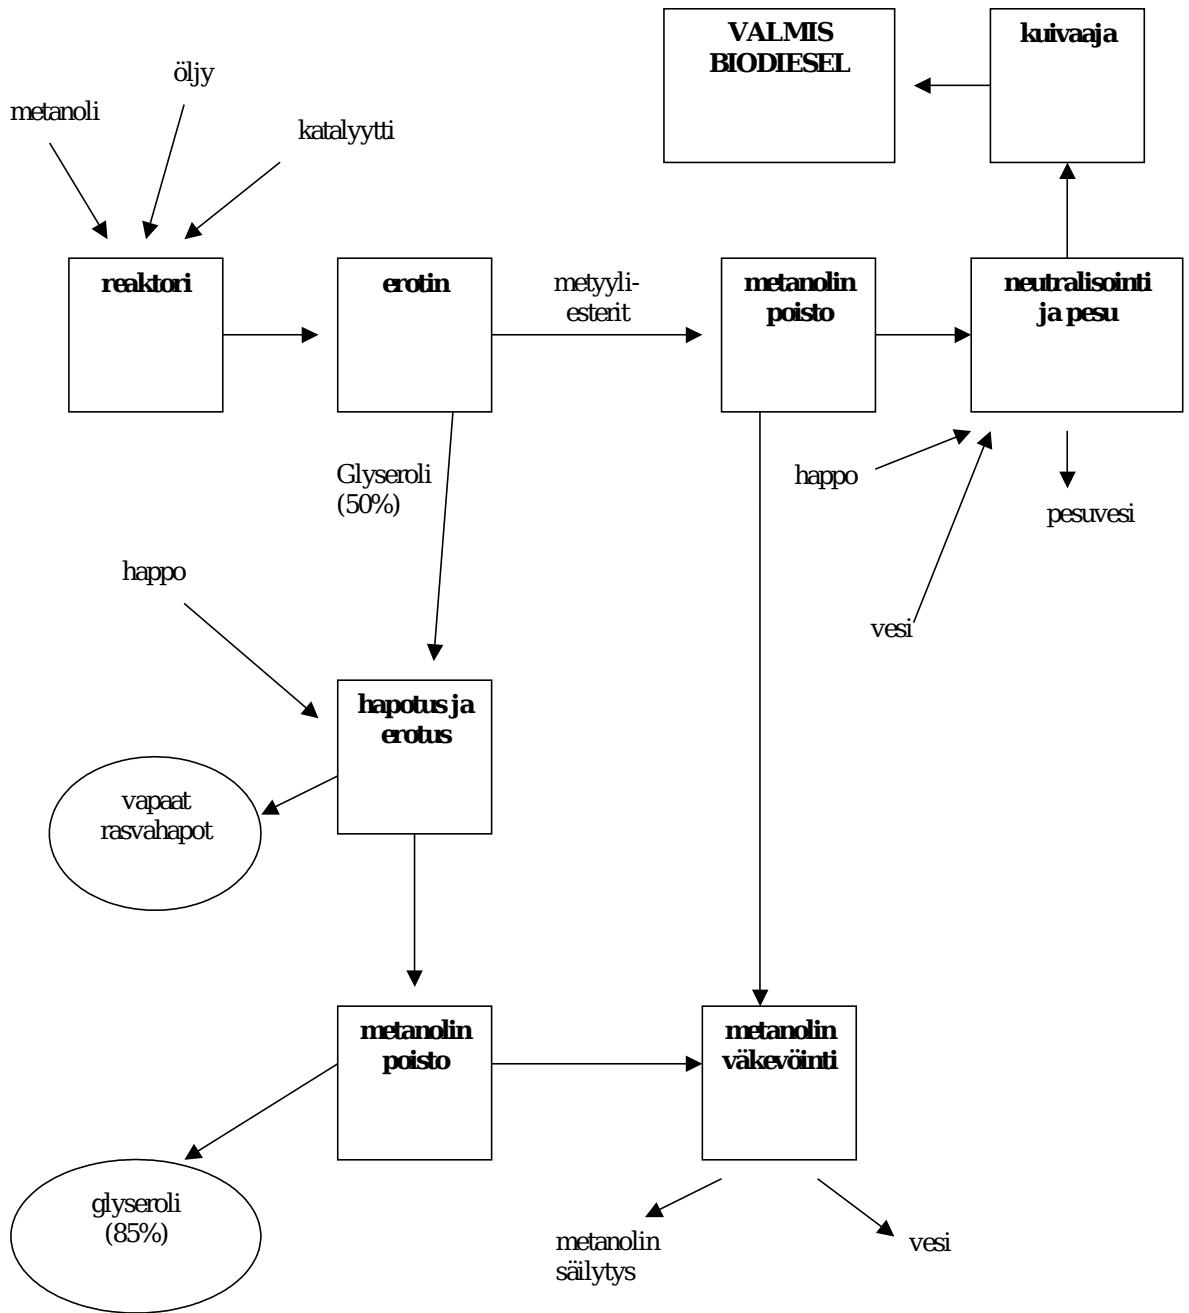 VALMIS
BIODIESEL
kuivaaja
öljy
metanoli
katalyytti
reaktori
erotin
metyyli-
esterit
metanolin
poisto
neutralisointi
ja pesu
Glyseroli
(50%)
happo
pesuvesi
happo
vesi
hapotus ja
erotus
vapaat
rasvahapot
metanolin
poisto
metanolin
väkevöinti
glyseroli
(85%)
metanolin
säilytys
vesi